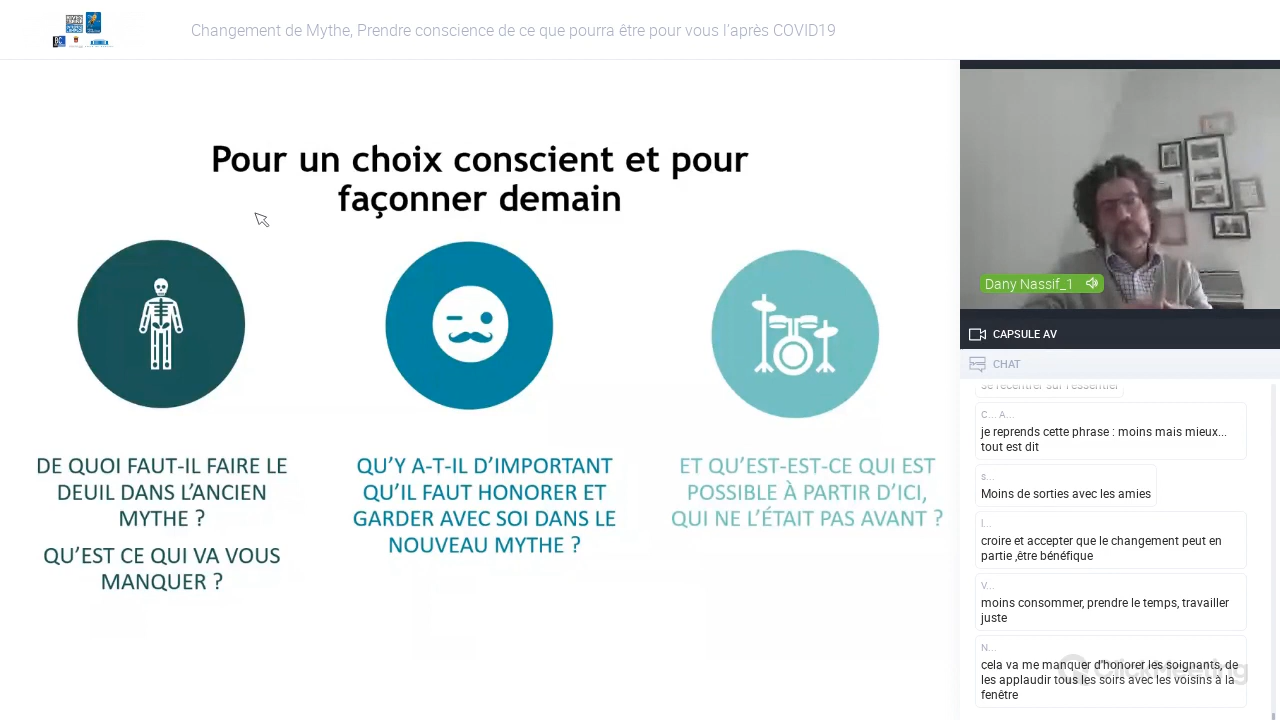 Changement de Mythe, Prendre conscience de ce que pourra être pour vous l'après COVID19
Pour un choix conscient et pour
façonner demain
DE QUOI FAUT-IL FAIRE LE
DEUIL DANS L'ANCIEN
MYTHE ?
QU'EST CE QUI VA VOUS
MANQUER ?
QU'Y A-T-IL D'IMPORTANT
QU'IL FAUT HONORER ET
GARDER AVEC SOI DANS LE
NOUVEAU MYTHE ?
ET QU'EST-EST-CE QUI EST
POSSIBLE À PARTIR D'ICI,
QUI NE L'ÉTAIT PAS AVANT ?
Dany Nassif_1
CAPSULE AV
CHAT
se recentrer sur l'essentiel
C... A...
je reprends cette phrase : moins mais mieux...
tout est dit
s...
Moins de sorties avec les amies
l...
croire et accepter que le changement peut en
partie ,être bénéfique
V...
moins consommer, prendre le temps, travailler
juste
N...
cela va me manquer d'honorer les soignants, de
les applaudir tous les soirs avec les voisins à la
fenêtre
ClickMeeting